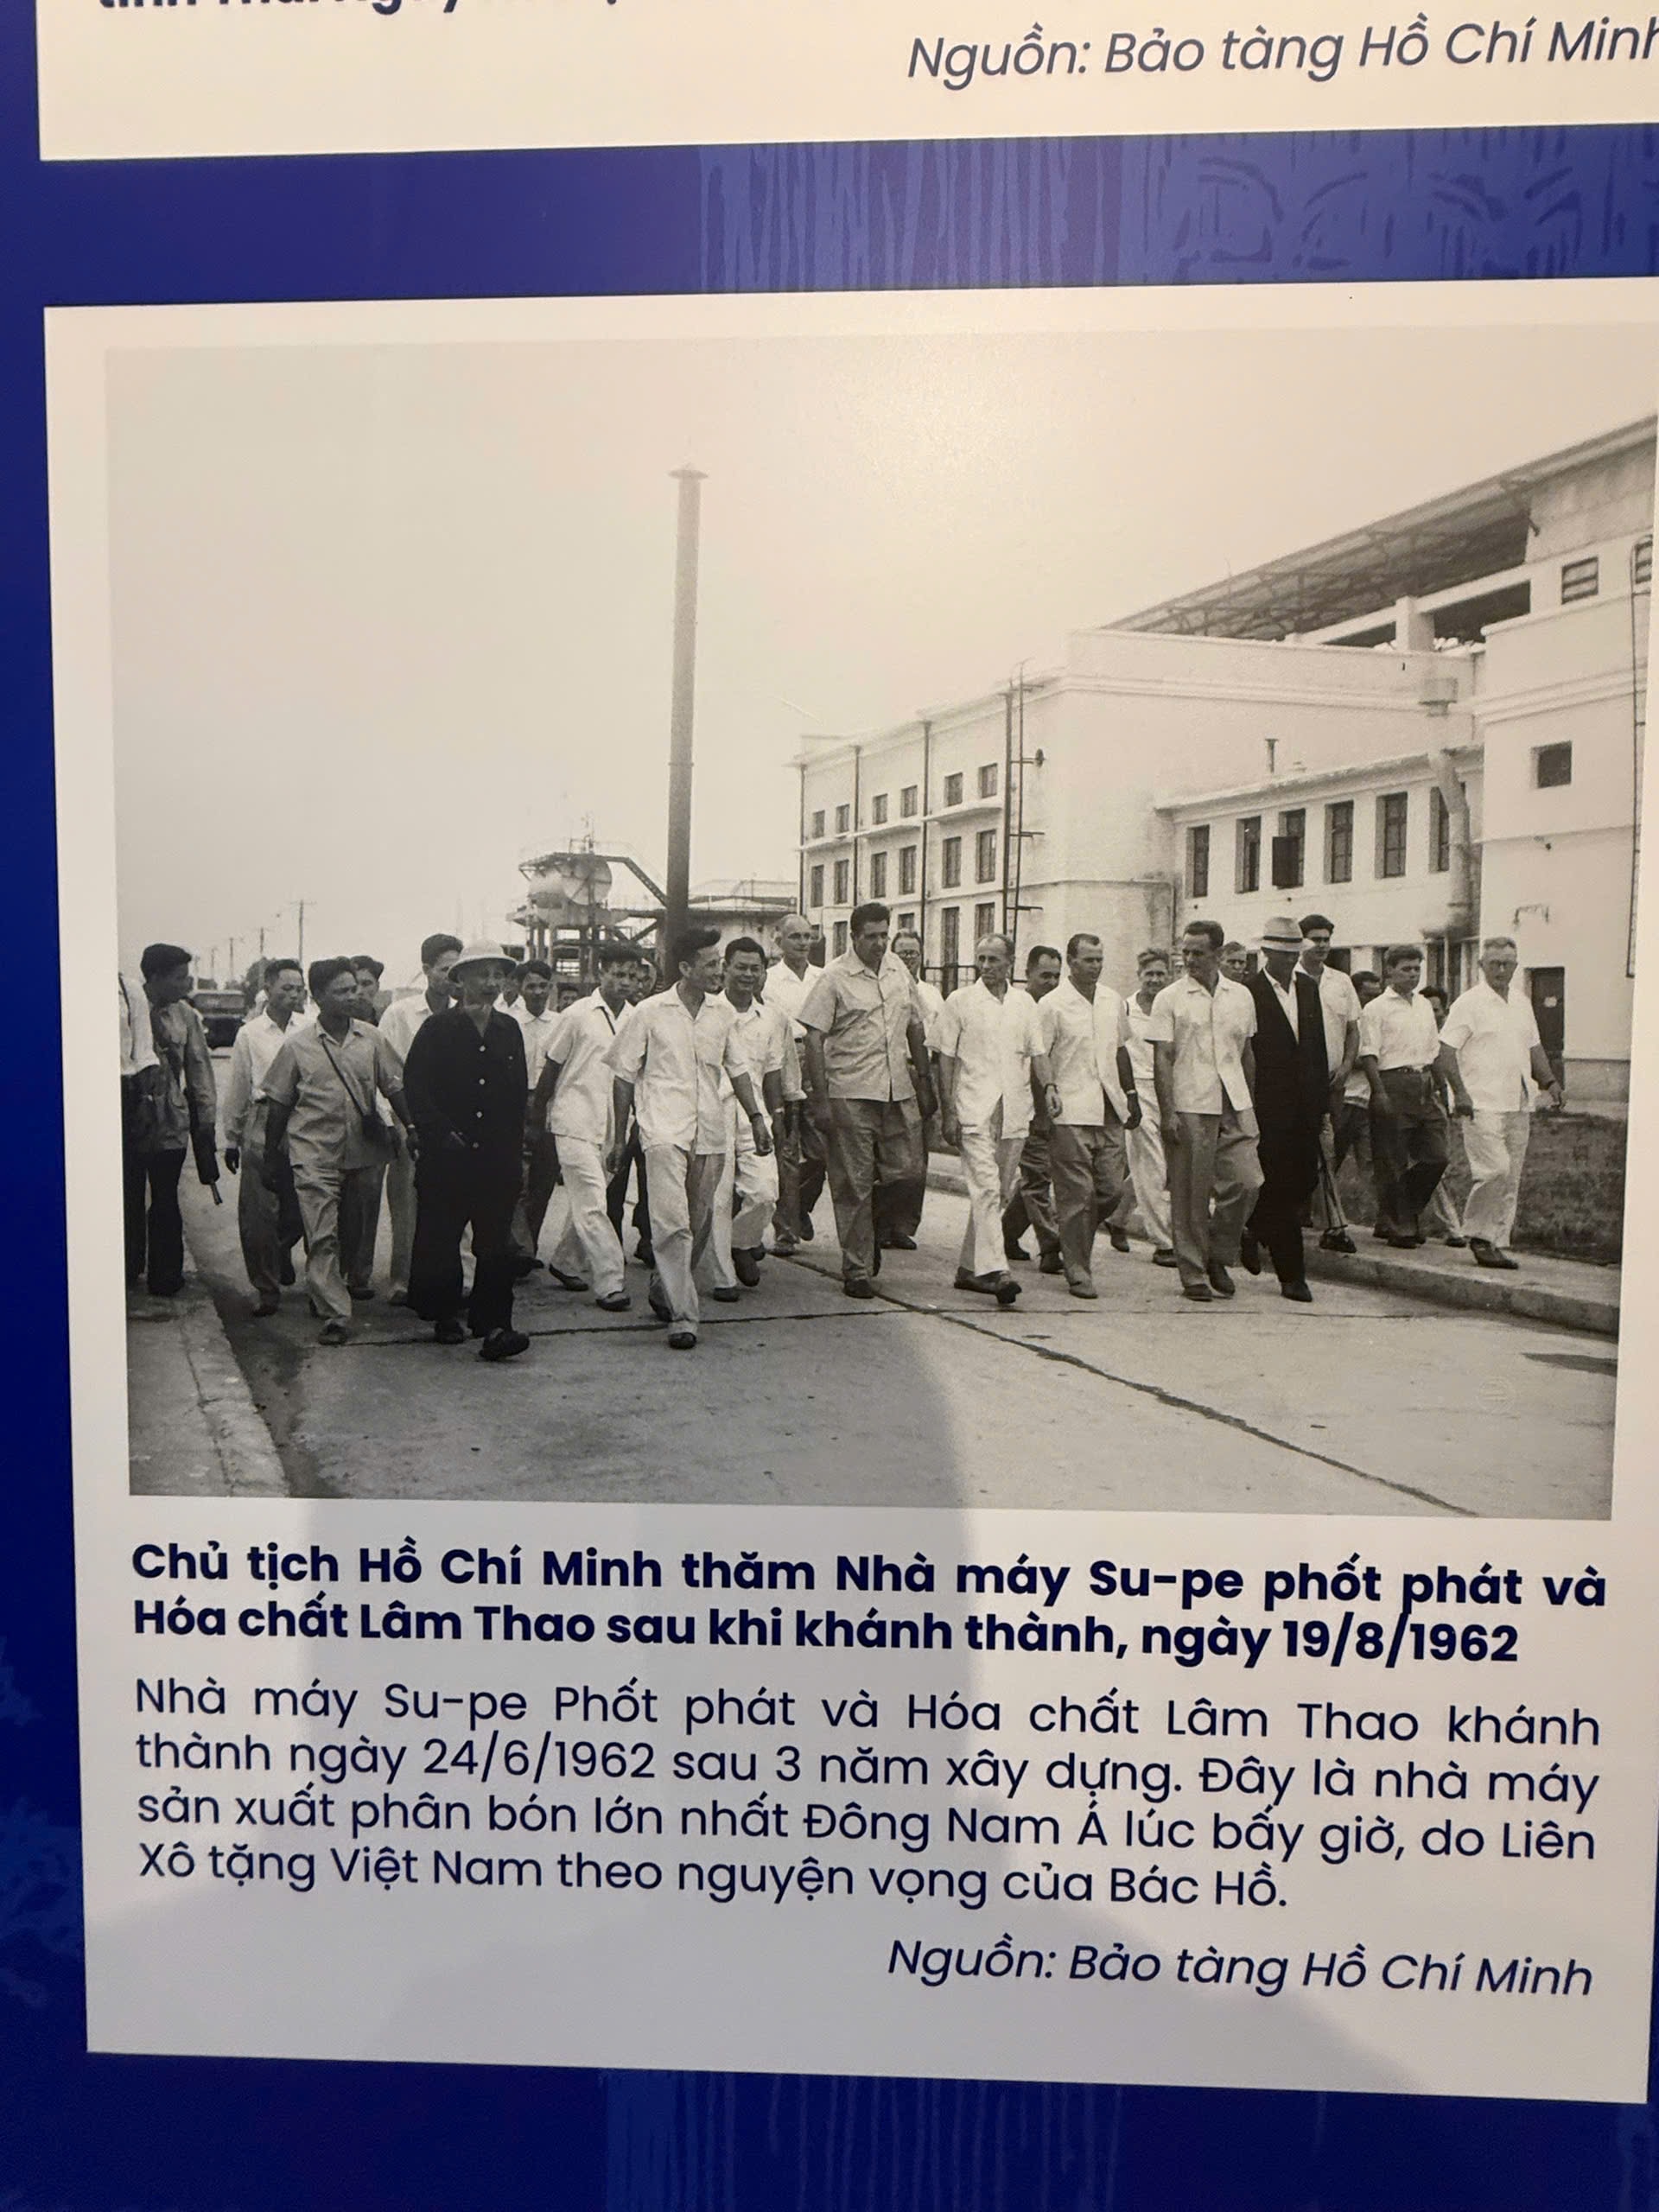 Nguồn: Bảo tàng Hồ Chí Minh
Chủ tịch Hồ Chí Minh thăm Nhà máy Su-pe phốt phát và
Hóa chất Lâm Thao sau khi khánh thành, ngày 19/8/1962
Nhà máy Su-pe Phốt phát và Hóa chất Lâm Thao khánh
thành ngày 24/6/1962 sau 3 năm xây dựng. Đây là nhà máy
sản xuất phân bón lớn nhất Đông Nam Á lúc bấy giờ, do Liên
Xô tặng Việt Nam theo nguyện vọng của Bác Hồ.
Nguồn: Bảo tàng Hồ Chí Minh